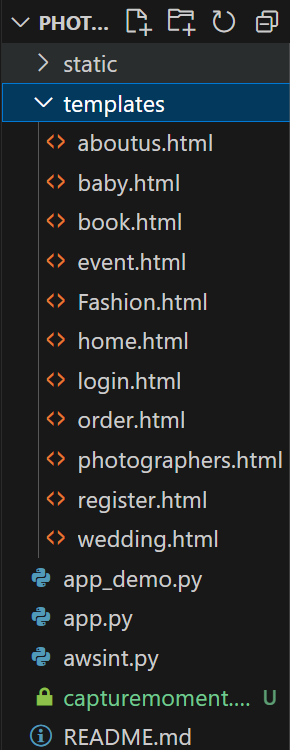 PHOT...
static
templates
aboutus.html
baby.html
book.html
event.html
Fashion.html
home.html
login.html
order.html
photographers.html
register.html
wedding.html
app_demo.py
app.py
awsint.py
capturemoment.... U
README.md